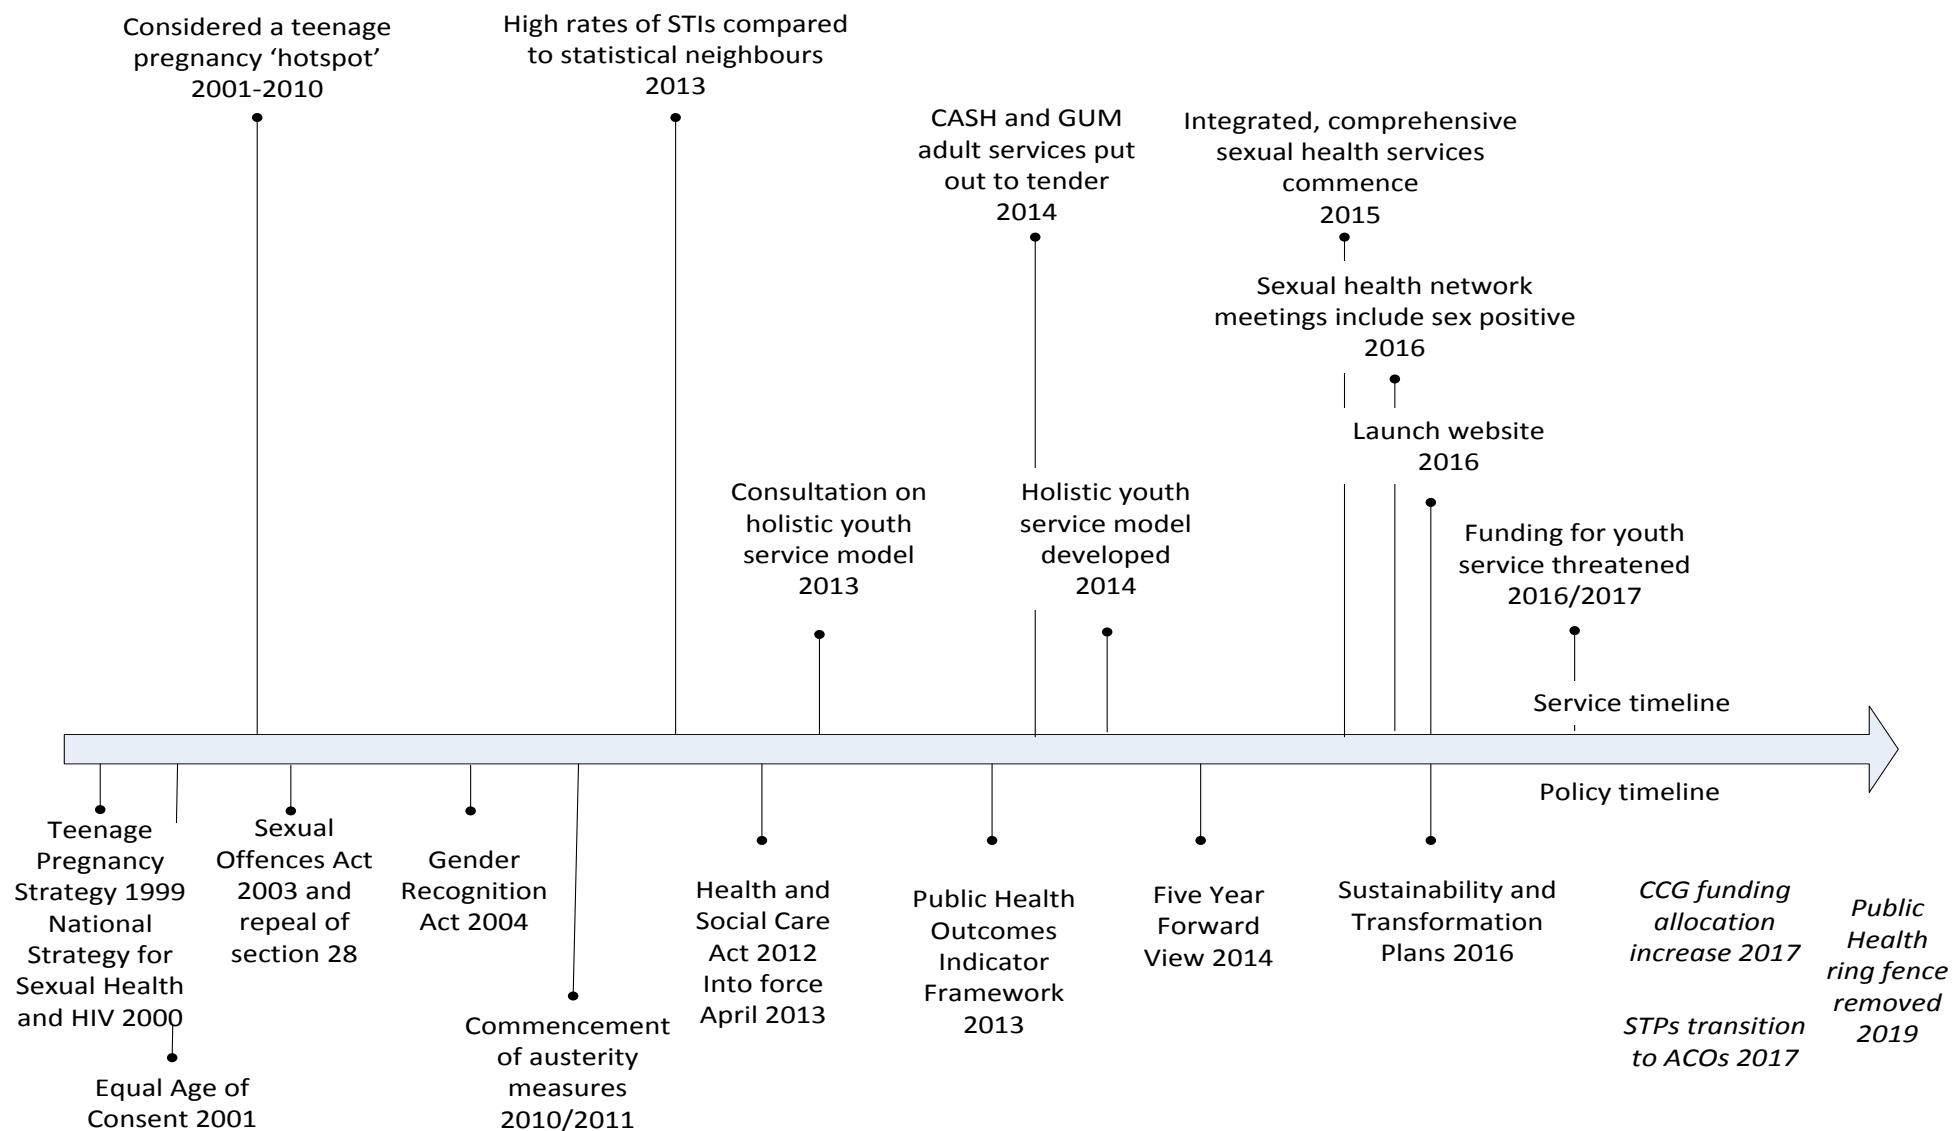 Considered a teenage
pregnancy ‘hotspot’
2001-2010
High rates of STIs compared
to statistical neighbours
2013
CASH and GUM
adult services put
out to tender
2014
Integrated, comprehensive
sexual health services
commence
2015
Sexual health network
meetings include sex positive
2016
Launch website
2016
Consultation on
holistic youth
service model
2013
Holistic youth
service model
developed
2014
Funding for youth
service threatened
2016/2017
Service timeline
Policy timeline
Teenage
Pregnancy
Strategy 1999
National
Strategy for
Sexual Health
and HIV 2000
Equal Age of
Consent 2001
Sexual
Offences Act
2003 and
repeal of
section 28
Gender
Recognition
Act 2004
Commencement
of austerity
measures
2010/2011
Health and
Social Care
Act 2012
Into force
April 2013
Public Health
Outcomes
Indicator
Framework
2013
Five Year
Forward
View 2014
Sustainability and
Transformation
Plans 2016
CCG funding
allocation
increase 2017
STPs transition
to ACOs 2017
Public
Health
ring fence
removed
2019